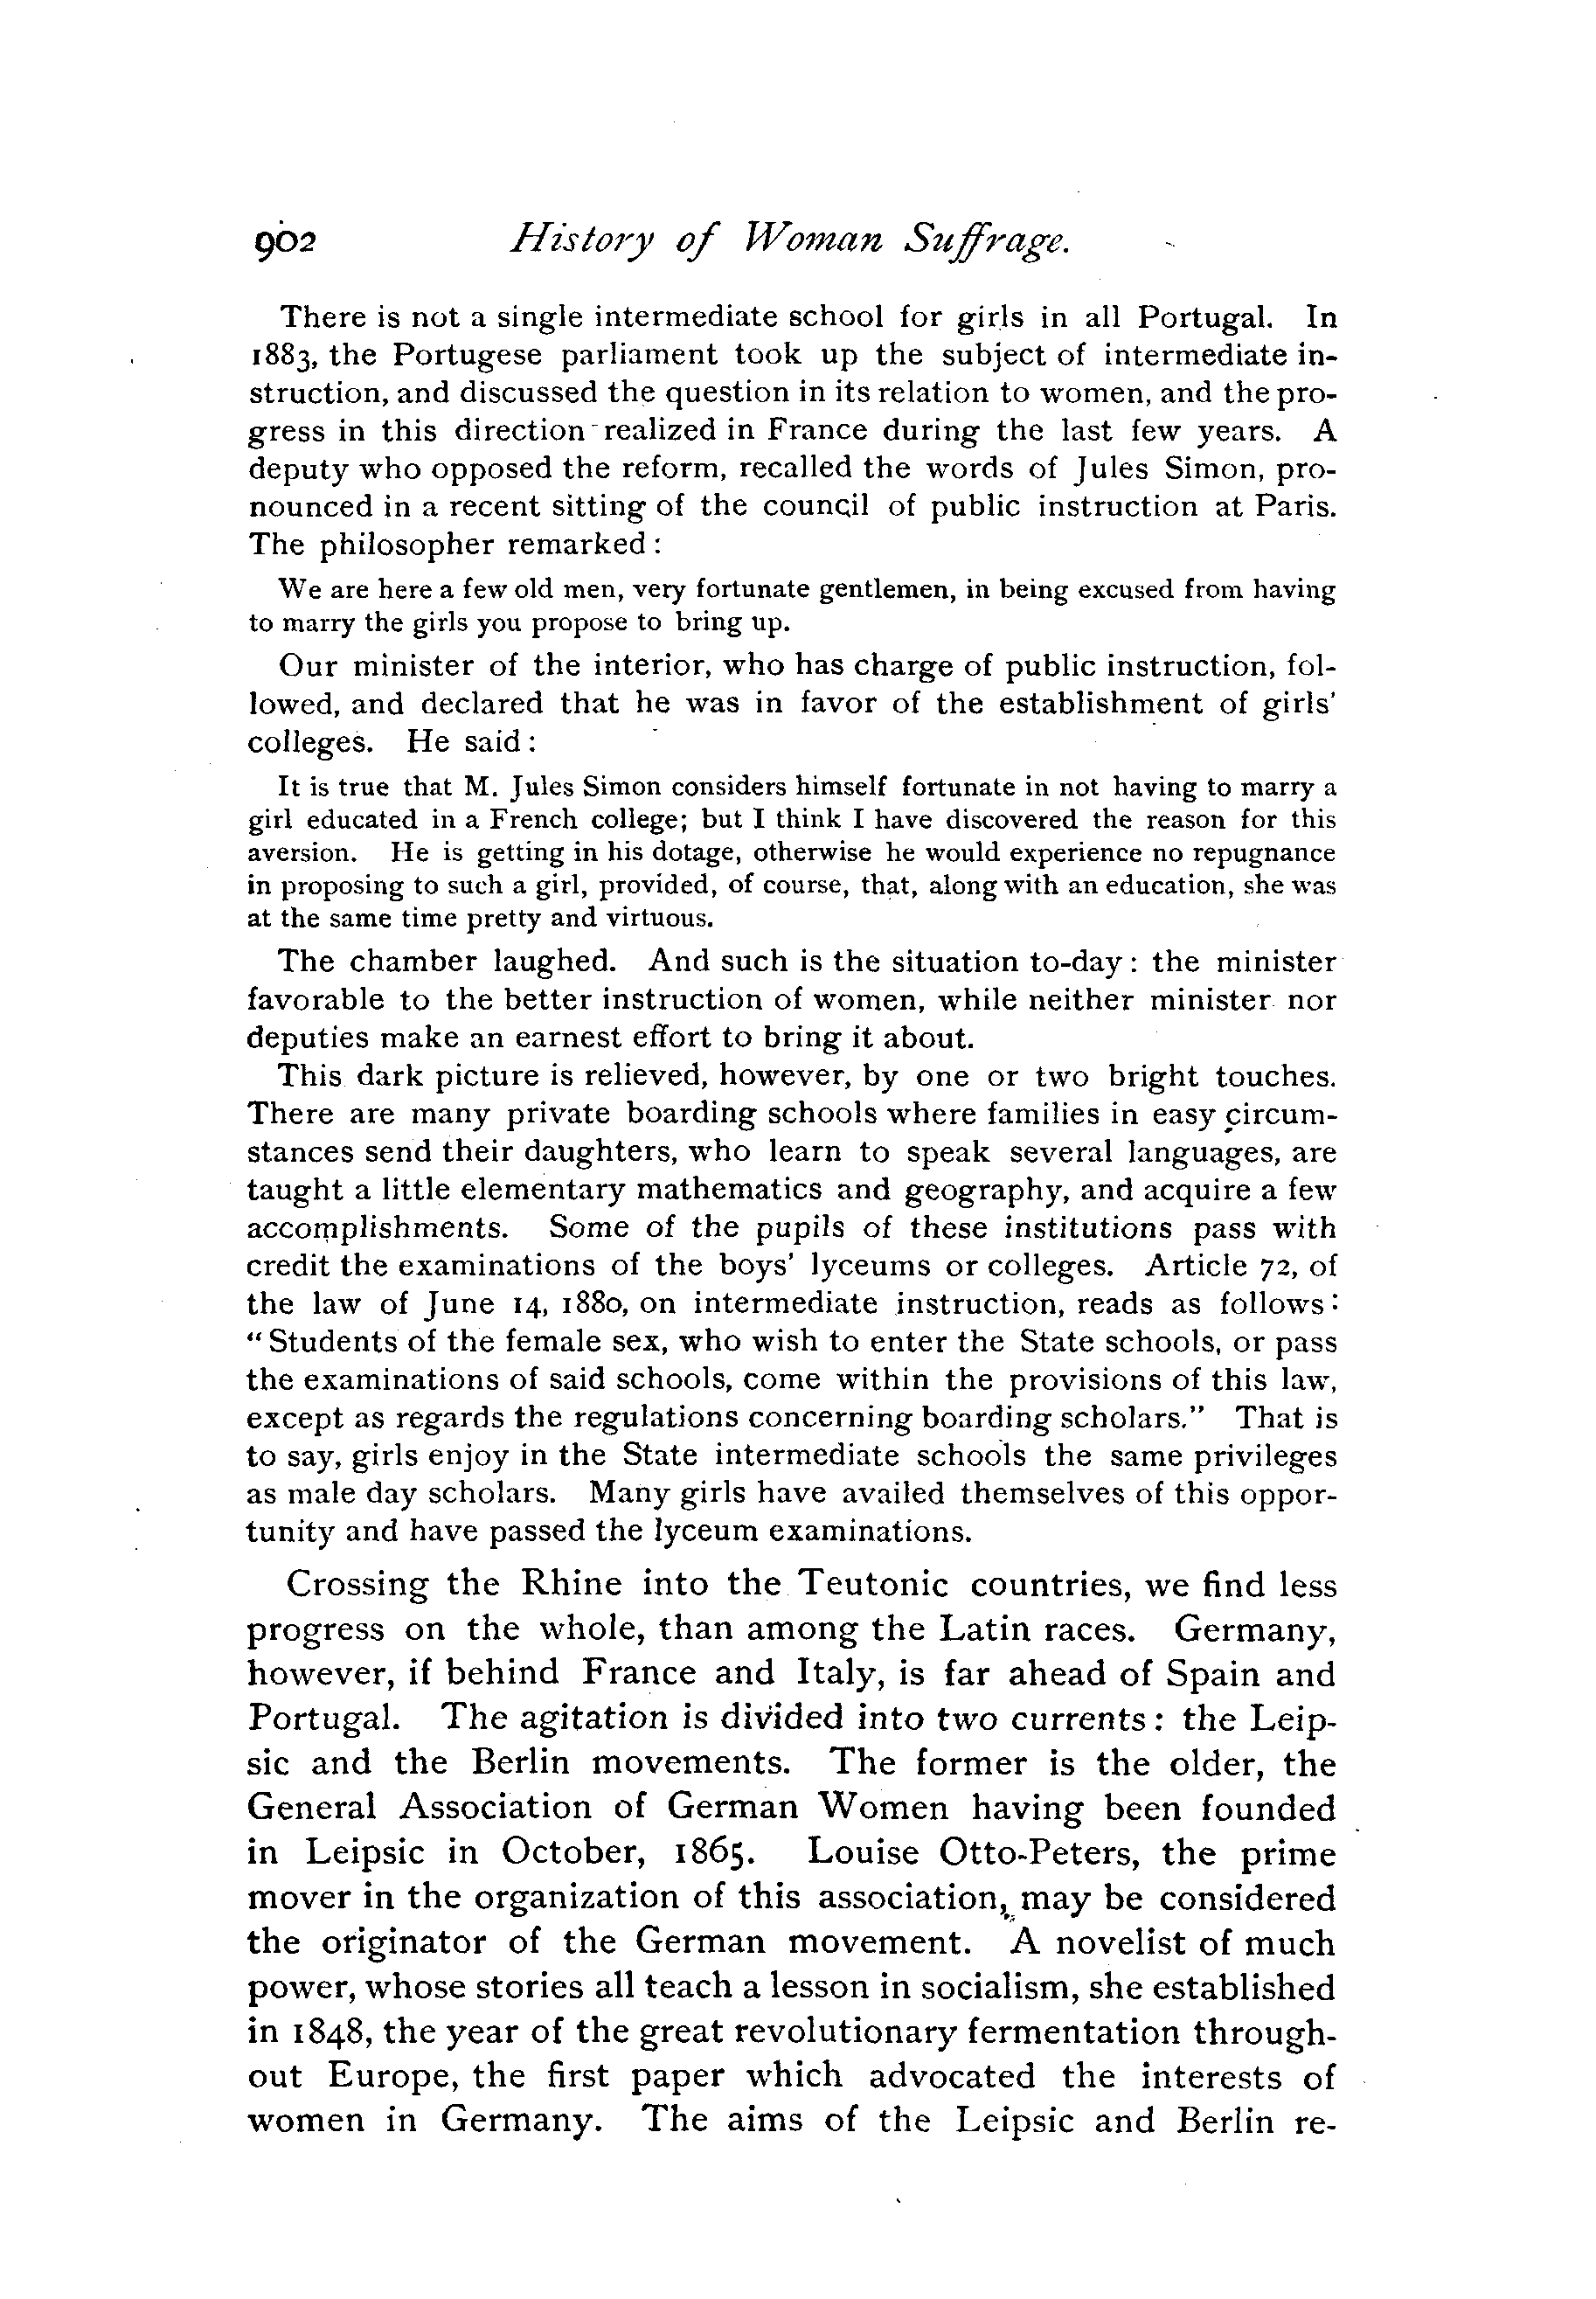 902 History of Woman Suffrage.
There is not a single intermediate school for girls in all Portugal. In
1883, the Portugese parliament took up the subject of intermediate in-
struction, and discussed the question in its relation to women, and the pro-
gress in this direction realized in France during the last few years. A
deputy who opposed the reform, recalled the words of Jules Simon, pro-
nounced in a recent sitting of the council of public instruction at Paris.
The philosopher remarked :
We are here a few old men, very fortunate gentlemen, in being excused from having
to marry the girls you propose to bring up.
Our minister of the interior, who has charge of public instruction, fol-
lowed, and declared that he was in favor of the establishment of girls'
colleges. He said :
It is true that M. Jules Simon considers himself fortunate in not having to marry a
girl educated in a French college; but I think I have discovered the reason for this
aversion. He is getting in his dotage, otherwise he would experience no repugnance
in proposing to such a girl, provided, of course, that, along with an education, she was
at the same time pretty and virtuous.
The chamber laughed. And such is the situation to-day : the minister
favorable to the better instruction of women, while neither minister nor
deputies make an earnest effort to bring it about.
This dark picture is relieved, however, by one or two bright touches.
There are many private boarding schools where families in easy circum-
stances send their daughters, who learn to speak several languages, are
taught a little elementary mathematics and geography, and acquire a few
accomplishments. Some of the pupils of these institutions pass with
credit the examinations of the boys' lyceums or colleges. Article 72, of
the law of June 14, 1880, on intermediate instruction, reads as follows :
"Students of the female sex, who wish to enter the State schools, or pass
the examinations of said schools, come within the provisions of this law,
except as regards the regulations concerning boarding scholars." That is
to say, girls enjoy in the State intermediate schools the same privileges
as male day scholars. Many girls have availed themselves of this oppor-
tunity and have passed the lyceum examinations.
Crossing the Rhine into the Teutonic countries, we find less
progress on the whole, than among the Latin races. Germany,
however, if behind France and Italy, is far ahead of Spain and
Portugal. The agitation is divided into two currents : the Leip-
sic and the Berlin movements. The former is the older, the
General Association of German Women having been founded
in Leipsic in October, 1865. Louise Otto-Peters, the prime
mover in the organization of this association, may be considered
the originator of the German movement. A novelist of much
power, whose stories all teach a lesson in socialism, she established
in 1848, the year of the great revolutionary fermentation through-
out Europe, the first paper which advocated the interests of
women in Germany. The aims of the Leipsic and Berlin re-